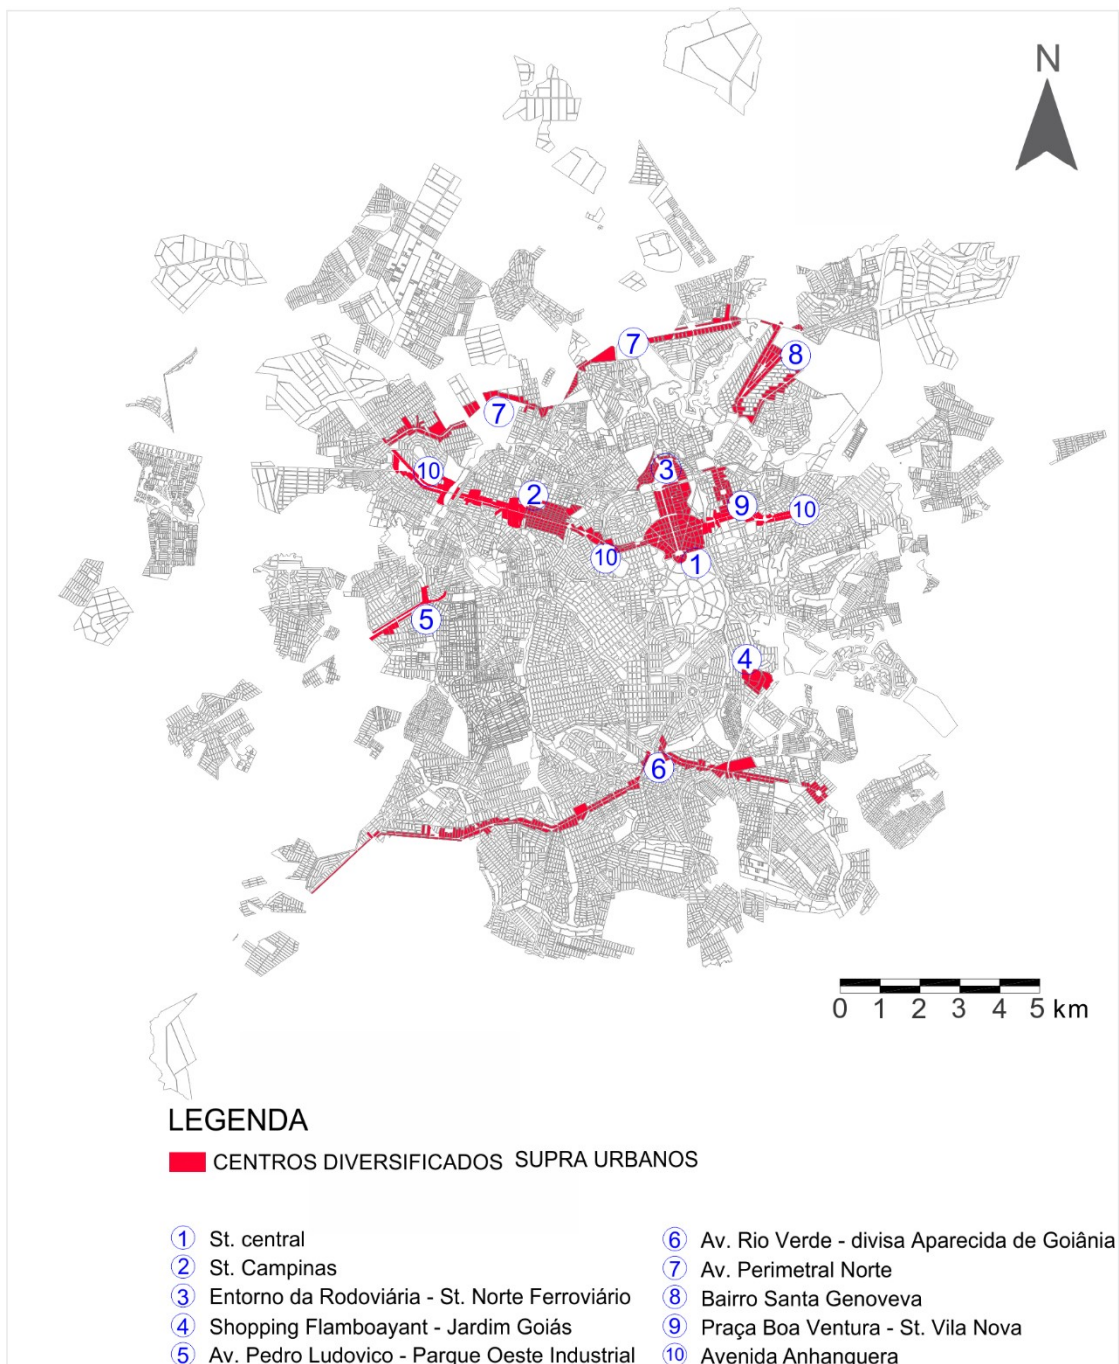 N
7
8
7
10
3
2
9
10
10
1
5
4
6
0 1 2 3 4 5 km
LEGENDA
CENTROS DIVERSIFICADOS SUPRA URBANOS
1 St. central
2 St. Campinas
3 Entorno da Rodoviária - St. Norte Ferroviário
4 Shopping Flamboayant - Jardim Goiás
5 Av. Pedro Ludovico - Parque Oeste Industrial
6 Av. Rio Verde - divisa Aparecida de Goiânia
7 Av. Perimetral Norte
8 Bairro Santa Genoveva
9 Praça Boa Ventura - St. Vila Nova
10 Avenida Anhanguera